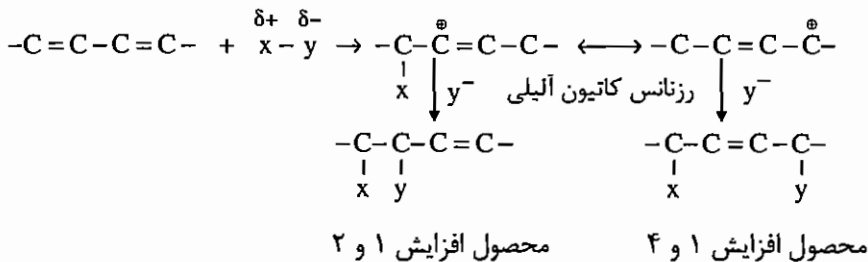 δ+ δ− ⊕ ⊕
-C=C-C-C=C- + x-y → -C-C=C-C- ⟷ -C-C=C-C-
x y⁻ رزنانس کاتیون آلیلی y⁻
-C-C-C=C- -C-C=C-C-
x y x y
محصول افزایش ۱ و ۲ محصول افزایش ۱ و ۴